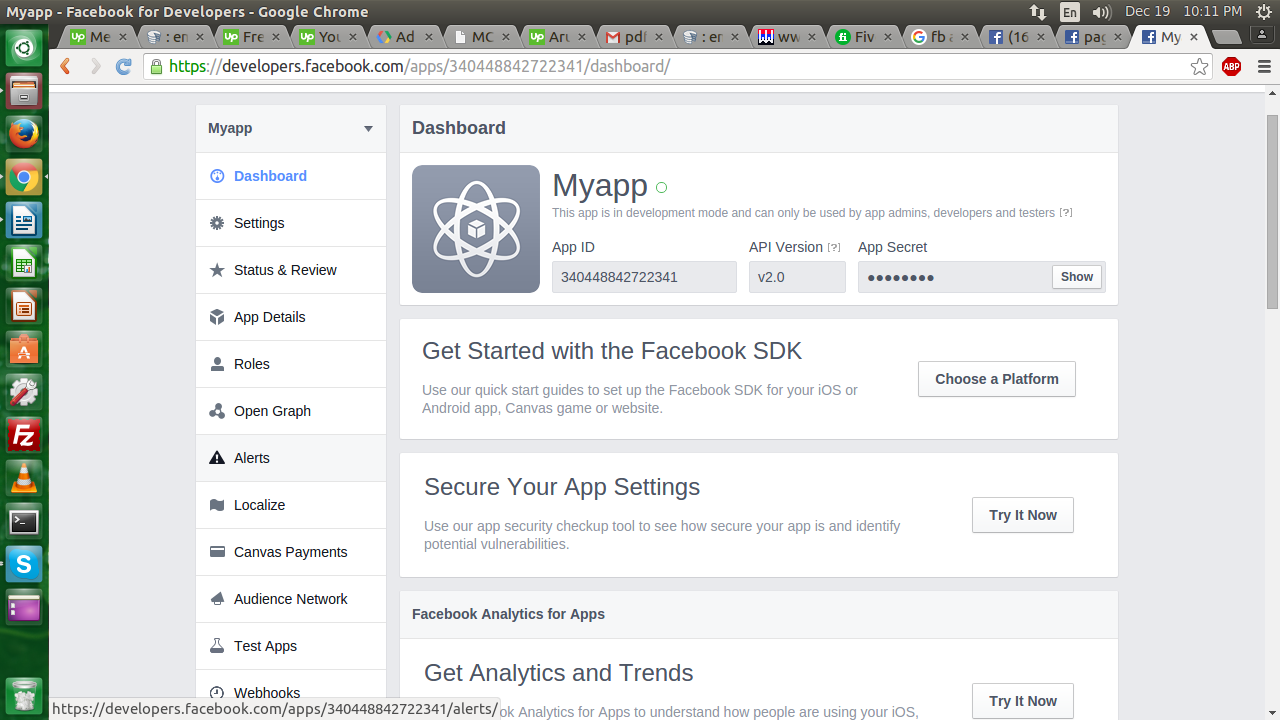 Myapp - Facebook for Developers - Google Chrome
En
Dec 19 10:11 PM
Up Me
: en
Up Fre
Up You
Ad
MC
Up Aru
pdf
: er
ww
fi Fiv
fb a
(16
pag
My
https://developers.facebook.com/apps/340448842722341/dashboard/
ABP
Myapp
Dashboard
Settings
Status & Review
App Details
Roles
Open Graph
Alerts
Localize
Canvas Payments
Audience Network
Test Apps
Webhooks
Dashboard
Myapp
This app is in development mode and can only be used by app admins, developers and testers [?]
App ID
API Version [?]
App Secret
340448842722341
v2.0
●●●●●●●●
Show
Get Started with the Facebook SDK
Use our quick start guides to set up the Facebook SDK for your iOS or
Android app, Canvas game or website.
Choose a Platform
Secure Your App Settings
Use our app security checkup tool to see how secure your app is and identify
potential vulnerabilities.
Try It Now
Facebook Analytics for Apps
Get Analytics and Trends
ok Analytics for Apps to understand how people are using your iOS,
Try It Now
https://developers.facebook.com/apps/340448842722341/alerts/